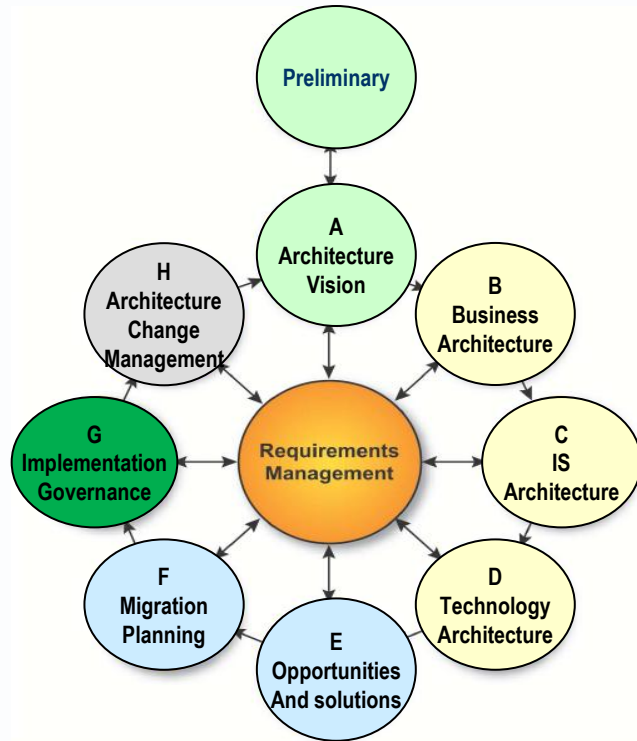 Preliminary
A
Architecture
Vision
B
Business
Architecture
C
IS
Architecture
D
Technology
Architecture
E
Opportunities
And solutions
F
Migration
Planning
G
Implementation
Governance
H
Architecture
Change
Management
Requirements
Management